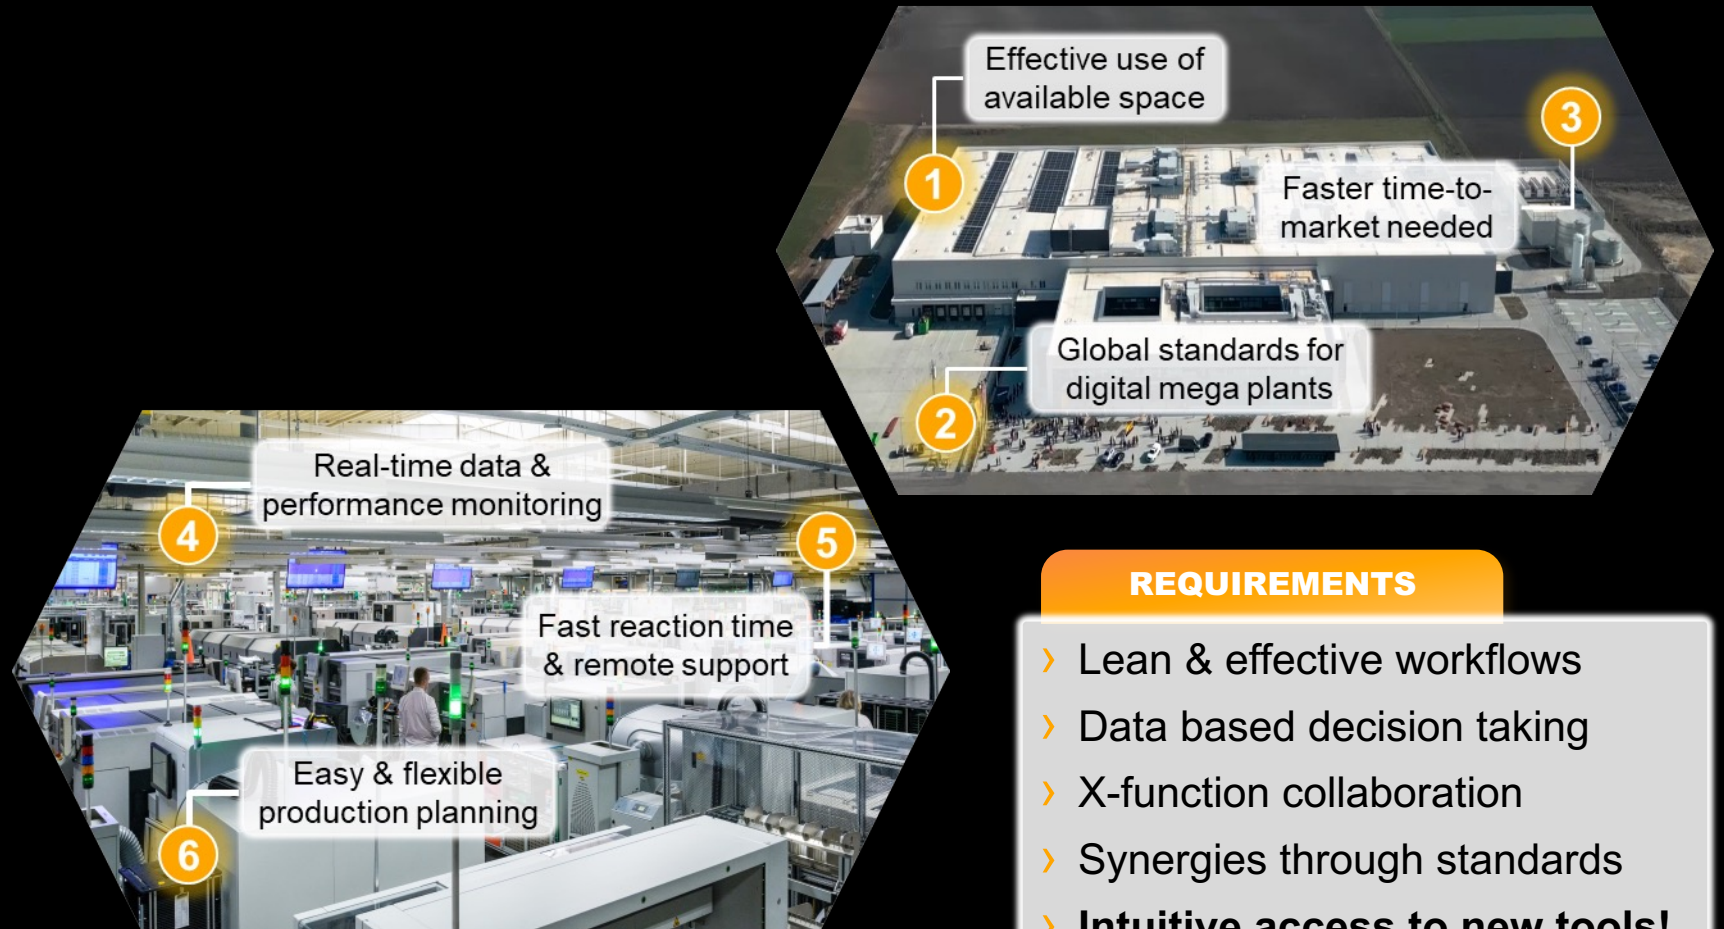 Effective use of
available space
1
3
Faster time-to-
market needed
Global standards for
digital mega plants
2
Real-time data &
performance monitoring
4
5
Fast reaction time
& remote support
Easy & flexible
production planning
6
REQUIREMENTS
› Lean & effective workflows
› Data based decision taking
› X-function collaboration
› Synergies through standards
› Intuitive access to new tools!